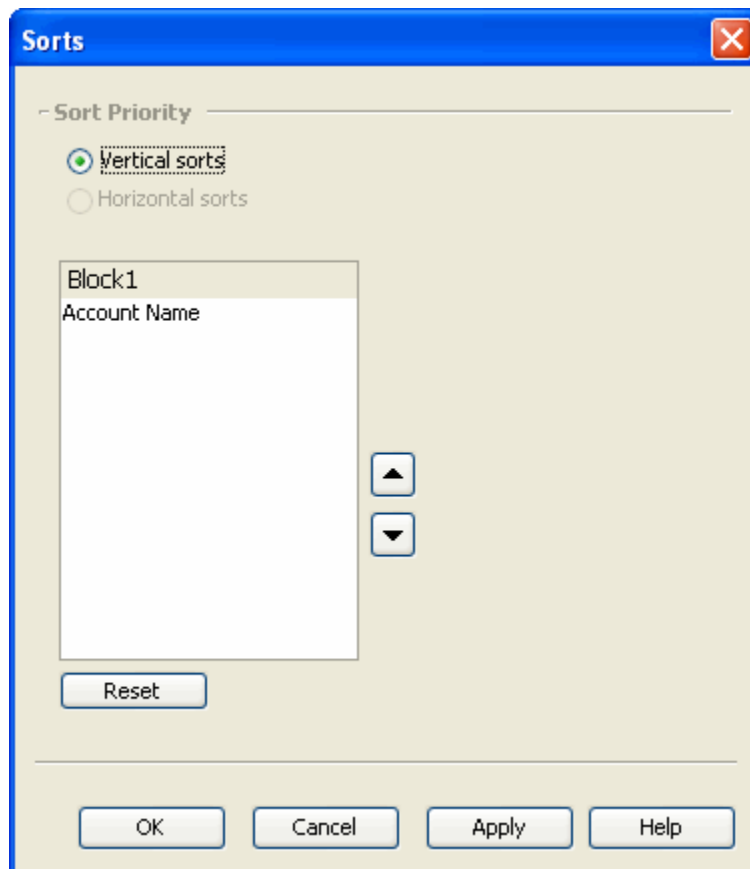 Sorts
Sort Priority
Vertical sorts
Horizontal sorts
Block1
Account Name
Reset
OK Cancel Apply Help